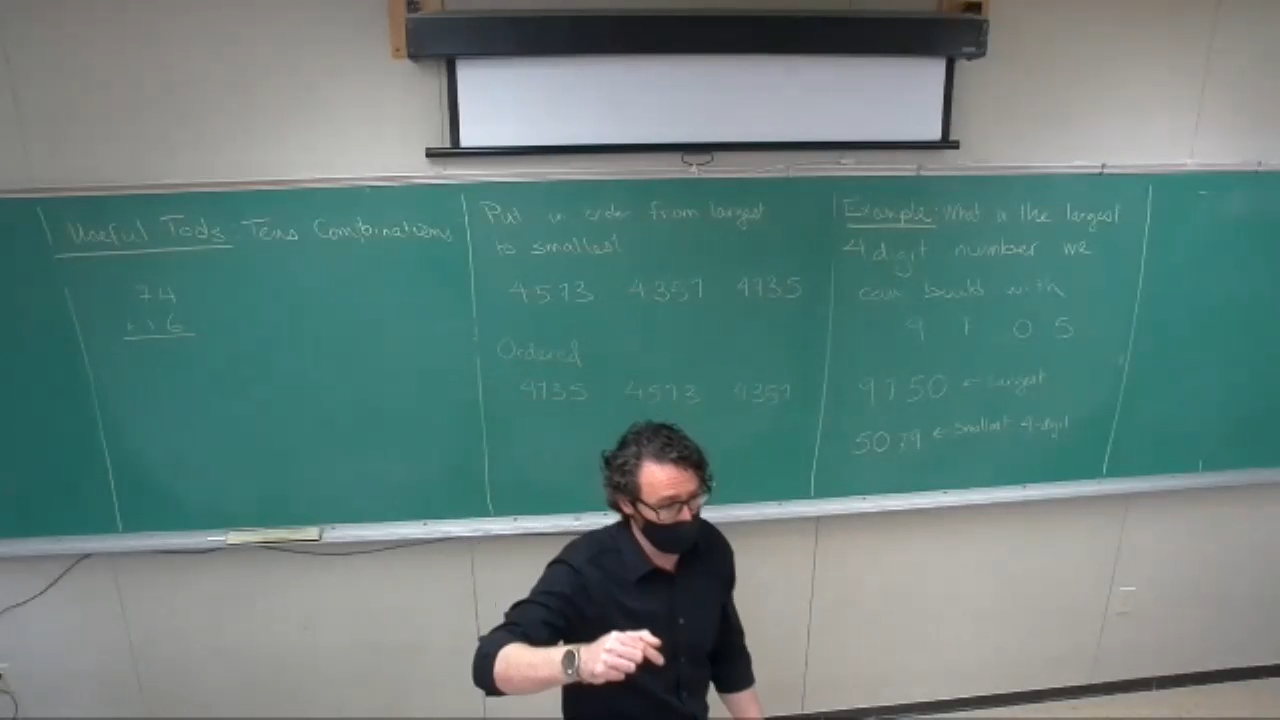 Useful Tools: Tens Combinations
74
+ 16
Put in order from largest
to smallest
4573 4357 4735
Ordered
4735 4573 4357
Example: What is the largest
4 digit number we
can build with
9 7 0 5
9750 ← largest
5079 ← smallest 4-digit